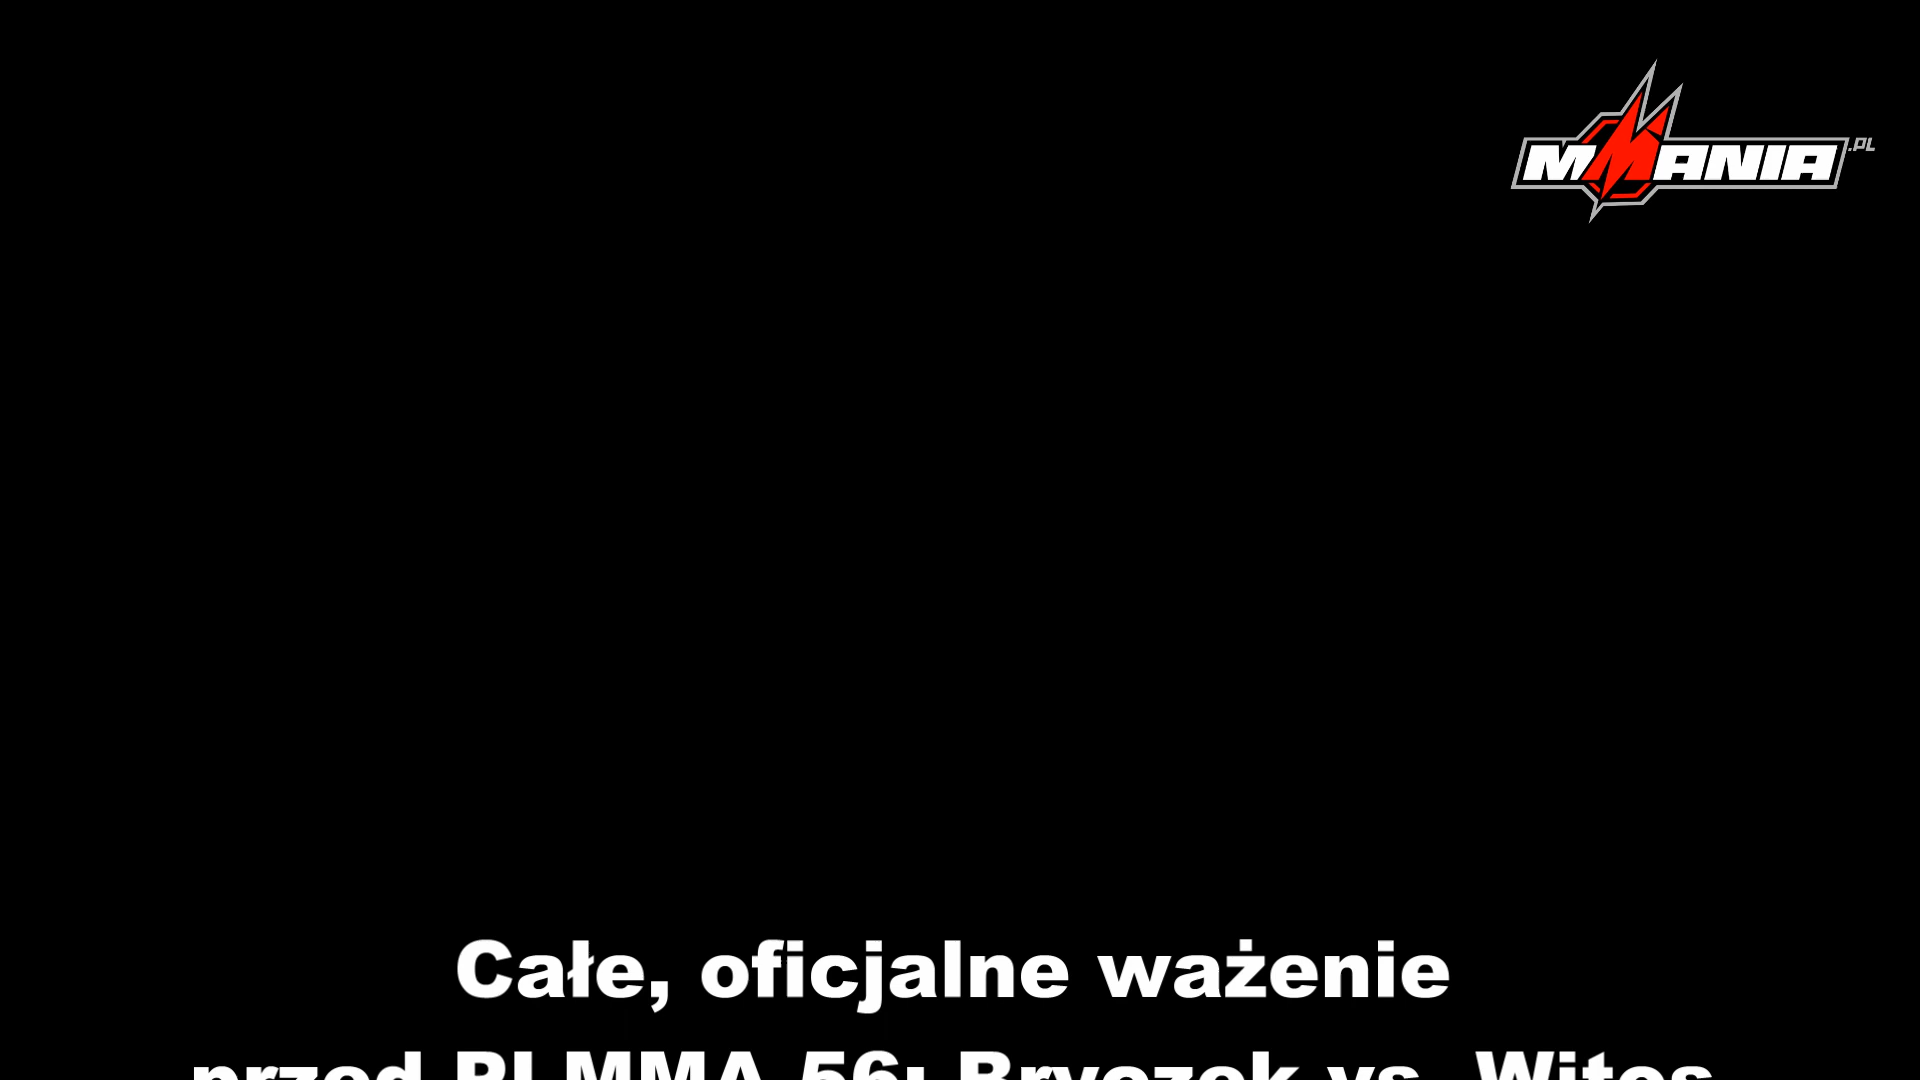 MMANIA.PL
Całe, oficjalne ważenie
przed PLMMA 56: Bryczek vs. Witos